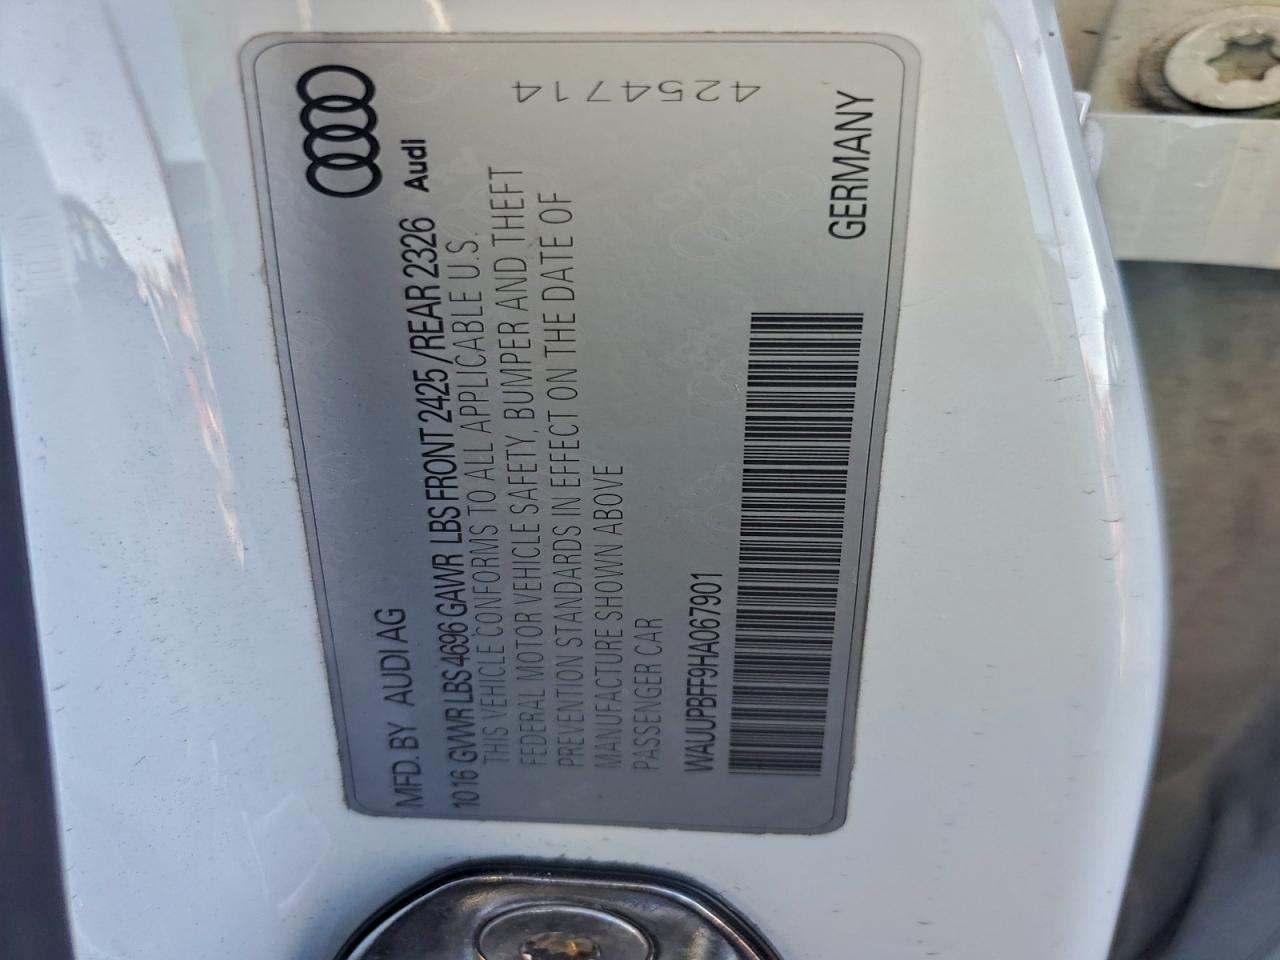 MFD. BY AUDI AG
1016 GVWR LBS 4696 GAWR LBS FRONT 2425 /REAR 2326 Audi
THIS VEHICLE CONFORMS TO ALL APPLICABLE U.S.
FEDERAL MOTOR VEHICLE SAFETY, BUMPER AND THEFT
PREVENTION STANDARDS IN EFFECT ON THE DATE OF
MANUFACTURE SHOWN ABOVE
PASSENGER CAR
WAUUPBFF9HA067901
GERMANY
4254714